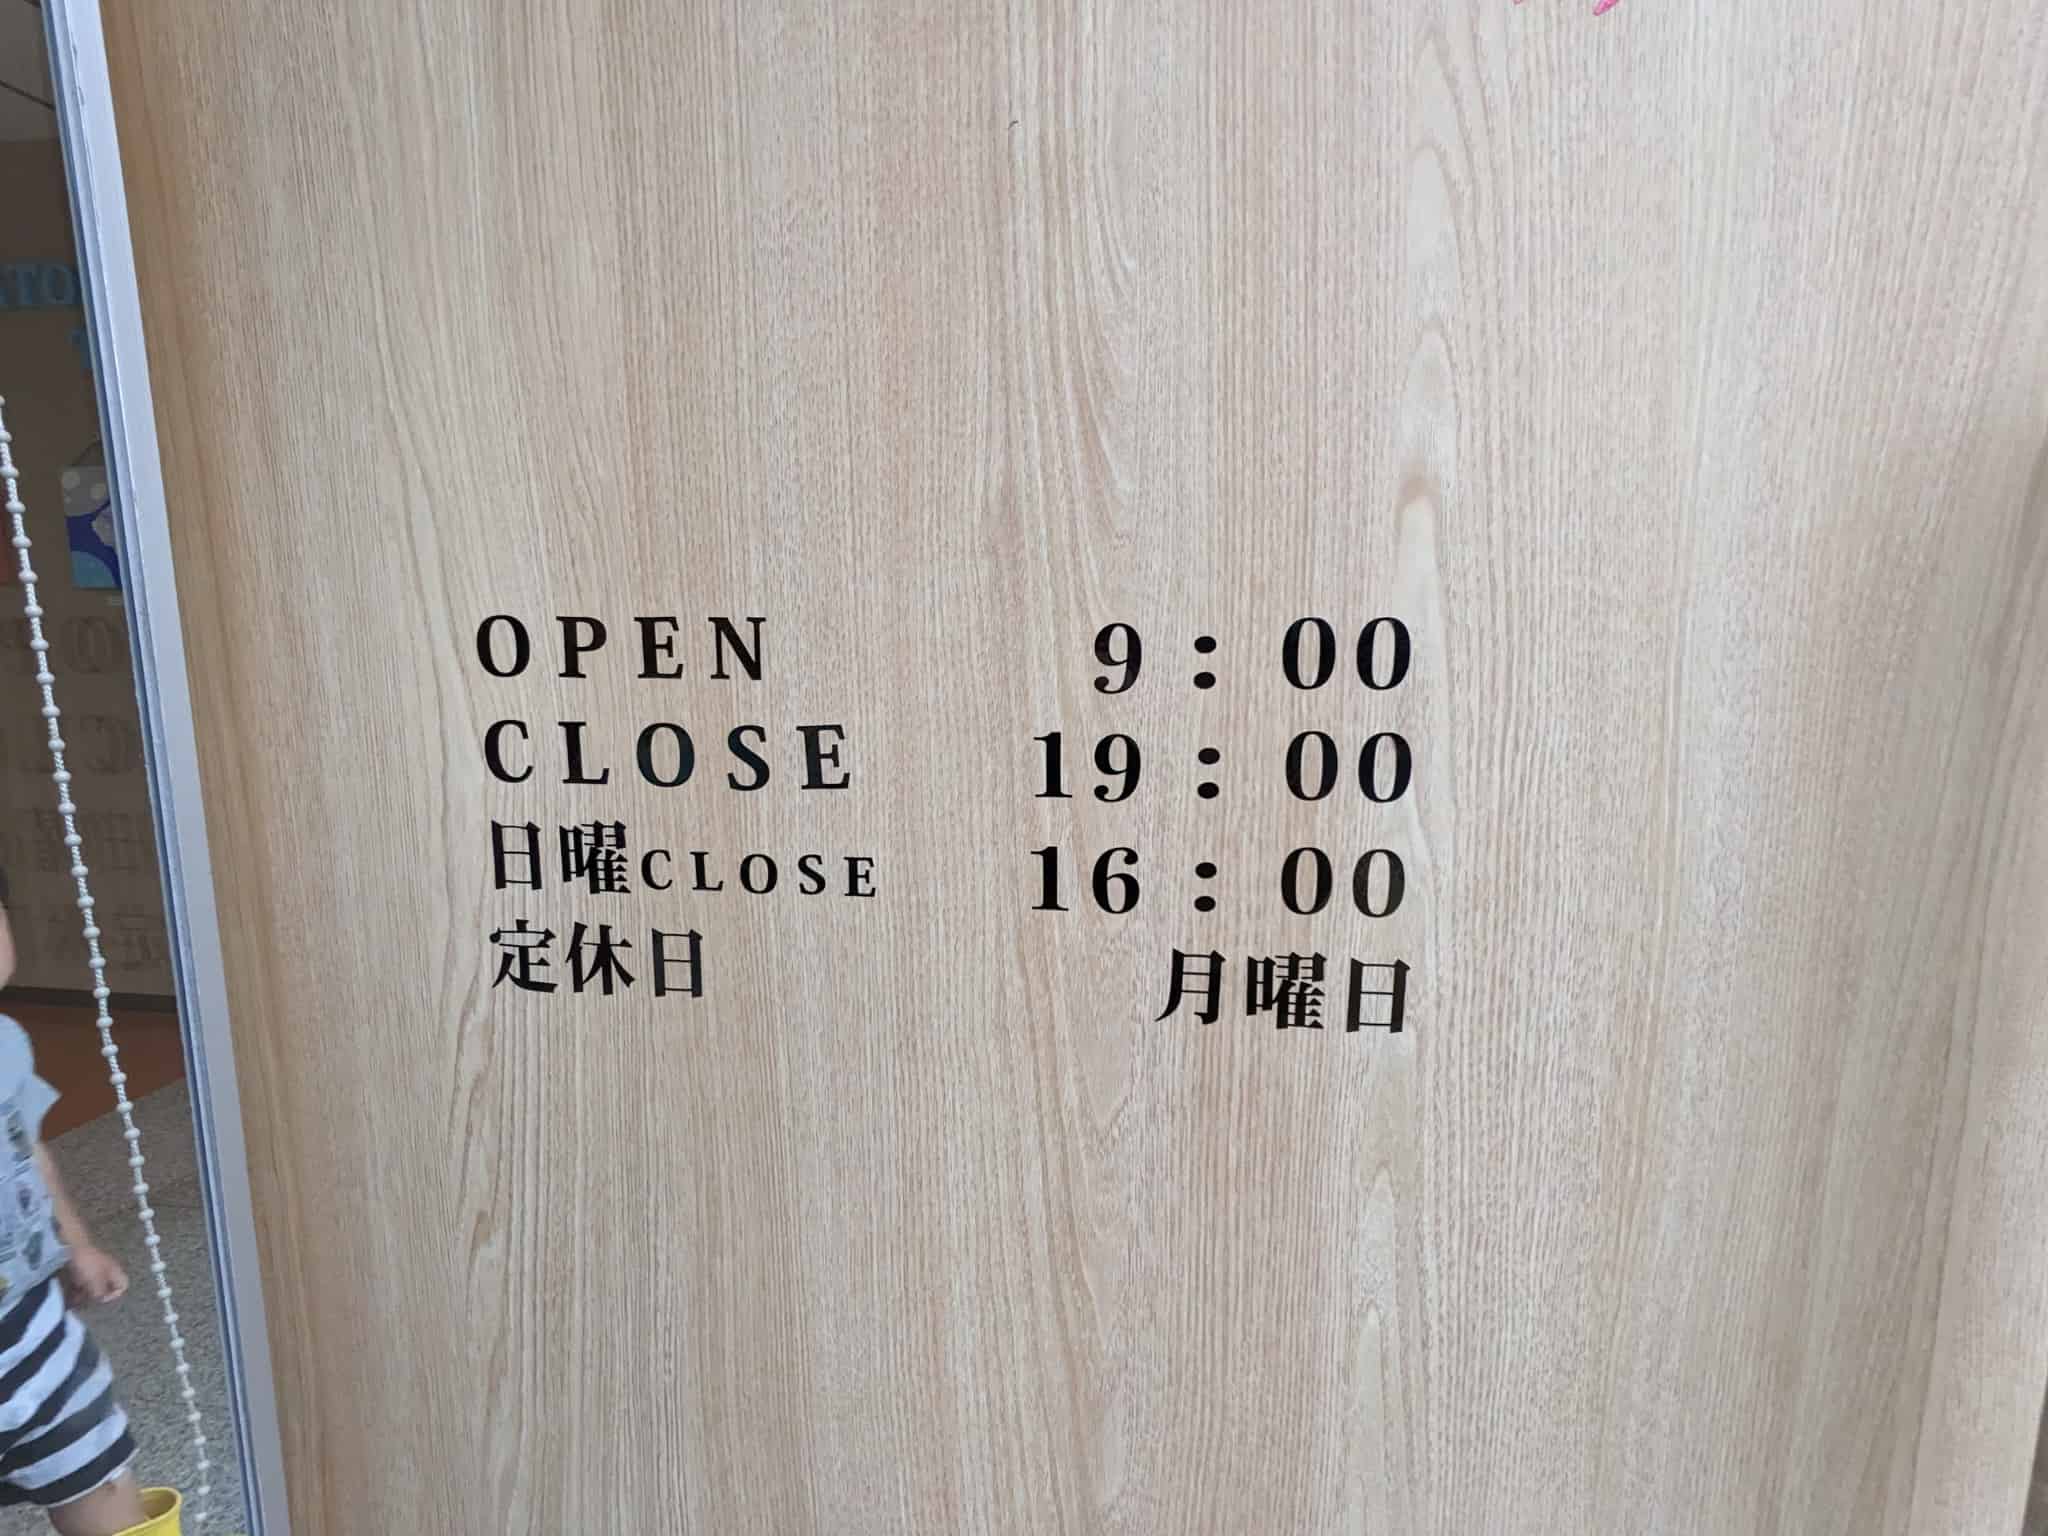 OPEN 9:00
CLOSE 19:00
日曜CLOSE 16:00
定休日 月曜日